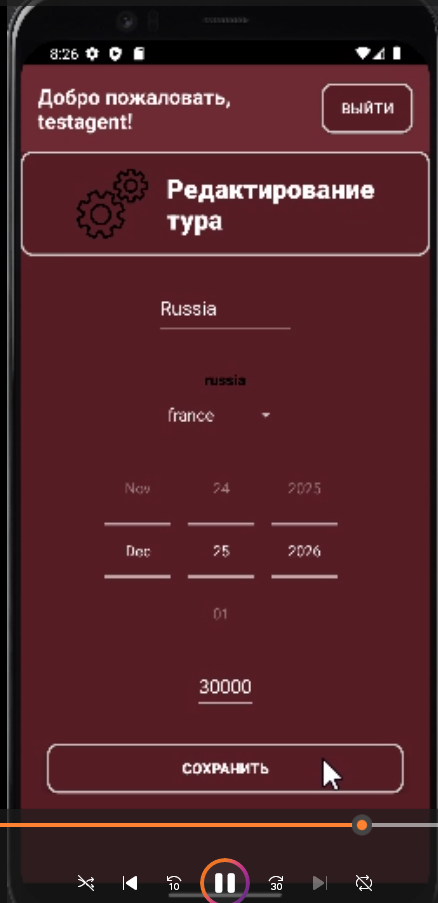 8:26
Добро пожаловать,
testagent!
ВЫЙТИ
Редактирование
тура
Russia
russia
france
Nov 24 2025
Dec 25 2026
01
30000
СОХРАНИТЬ
10
30